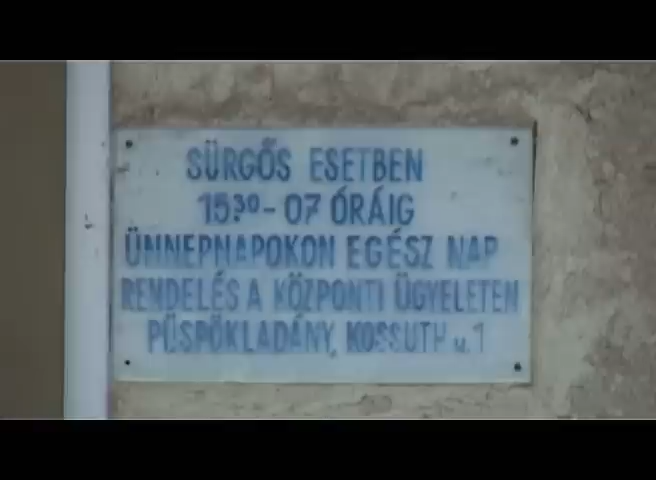 SÜRGŐS ESETBEN
15³⁰- 07 ÓRÁIG
ÜNNEPNAPOKON EGÉSZ NAP
RENDELÉS A KÖZPONTI ÜGYELETEN
PÜSPÖKLADÁNY, KOSSUTH u. 1